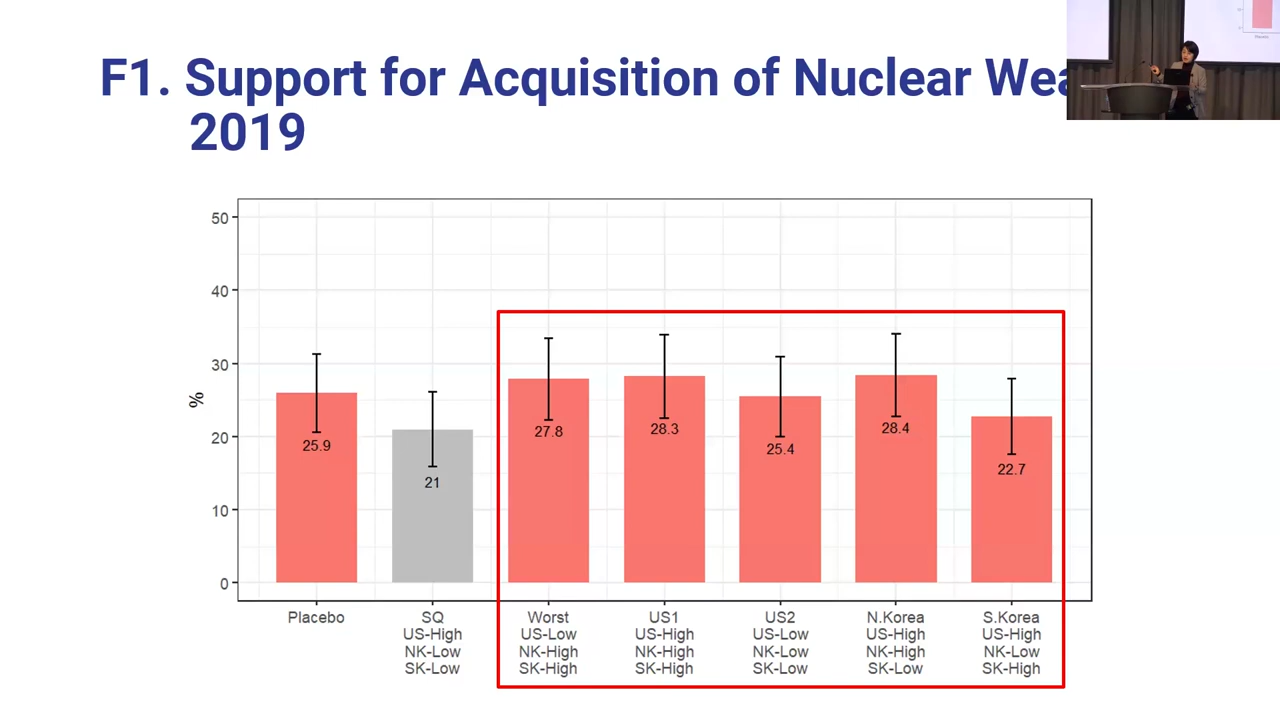 F1. Support for Acquisition of Nuclear
2019
50
40
30
20
10
0
%
25.9
21
27.8
28.3
25.4
28.4
22.7
Placebo
SQ
US-High
NK-Low
SK-Low
Worst
US-Low
NK-High
SK-High
US1
US-High
NK-High
SK-High
US2
US-Low
NK-Low
SK-Low
N.Korea
US-High
NK-High
SK-Low
S.Korea
US-High
NK-Low
SK-High